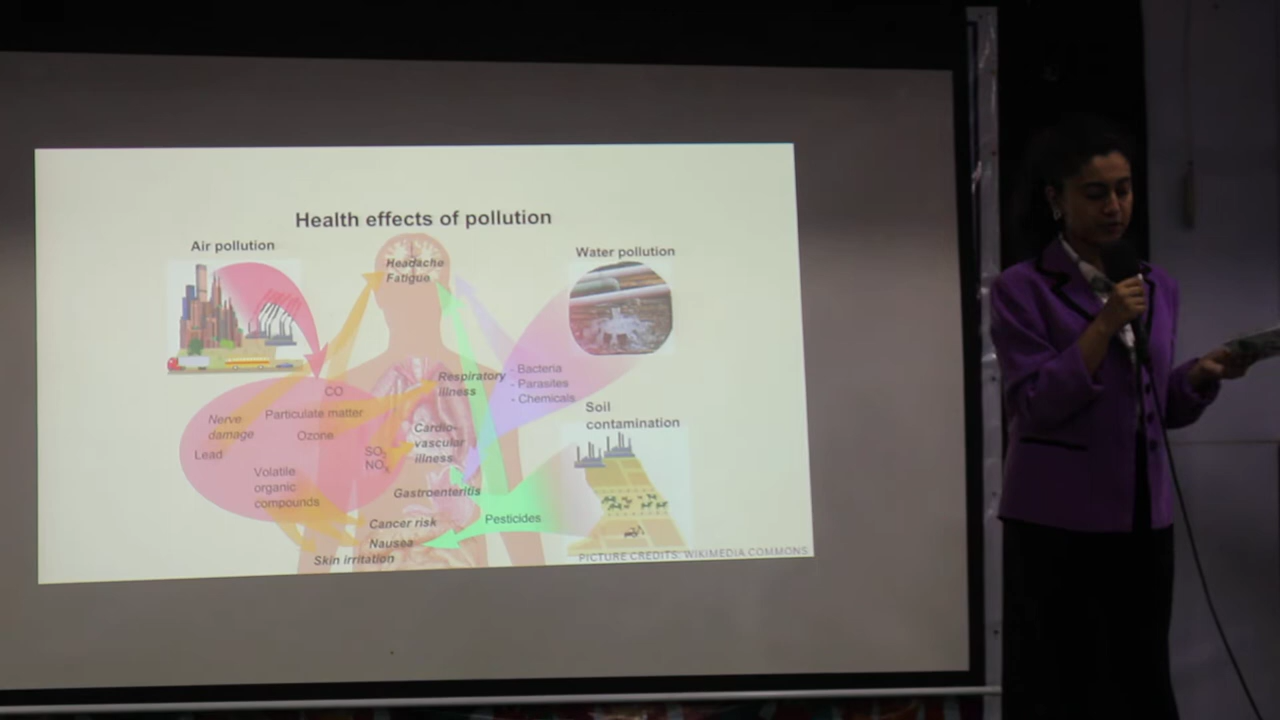 Health effects of pollution
Air pollution
Water pollution
Headache
Fatigue
CO
Particulate matter
Nerve
damage
Ozone
Lead
SO₂
NOₓ
Volatile
organic
compounds
Respiratory
illness
- Bacteria
- Parasites
- Chemicals
Cardio-
vascular
illness
Soil
contamination
Gastroenteritis
Pesticides
Cancer risk
Nausea
Skin irritation
PICTURE CREDITS: WIKIMEDIA COMMONS